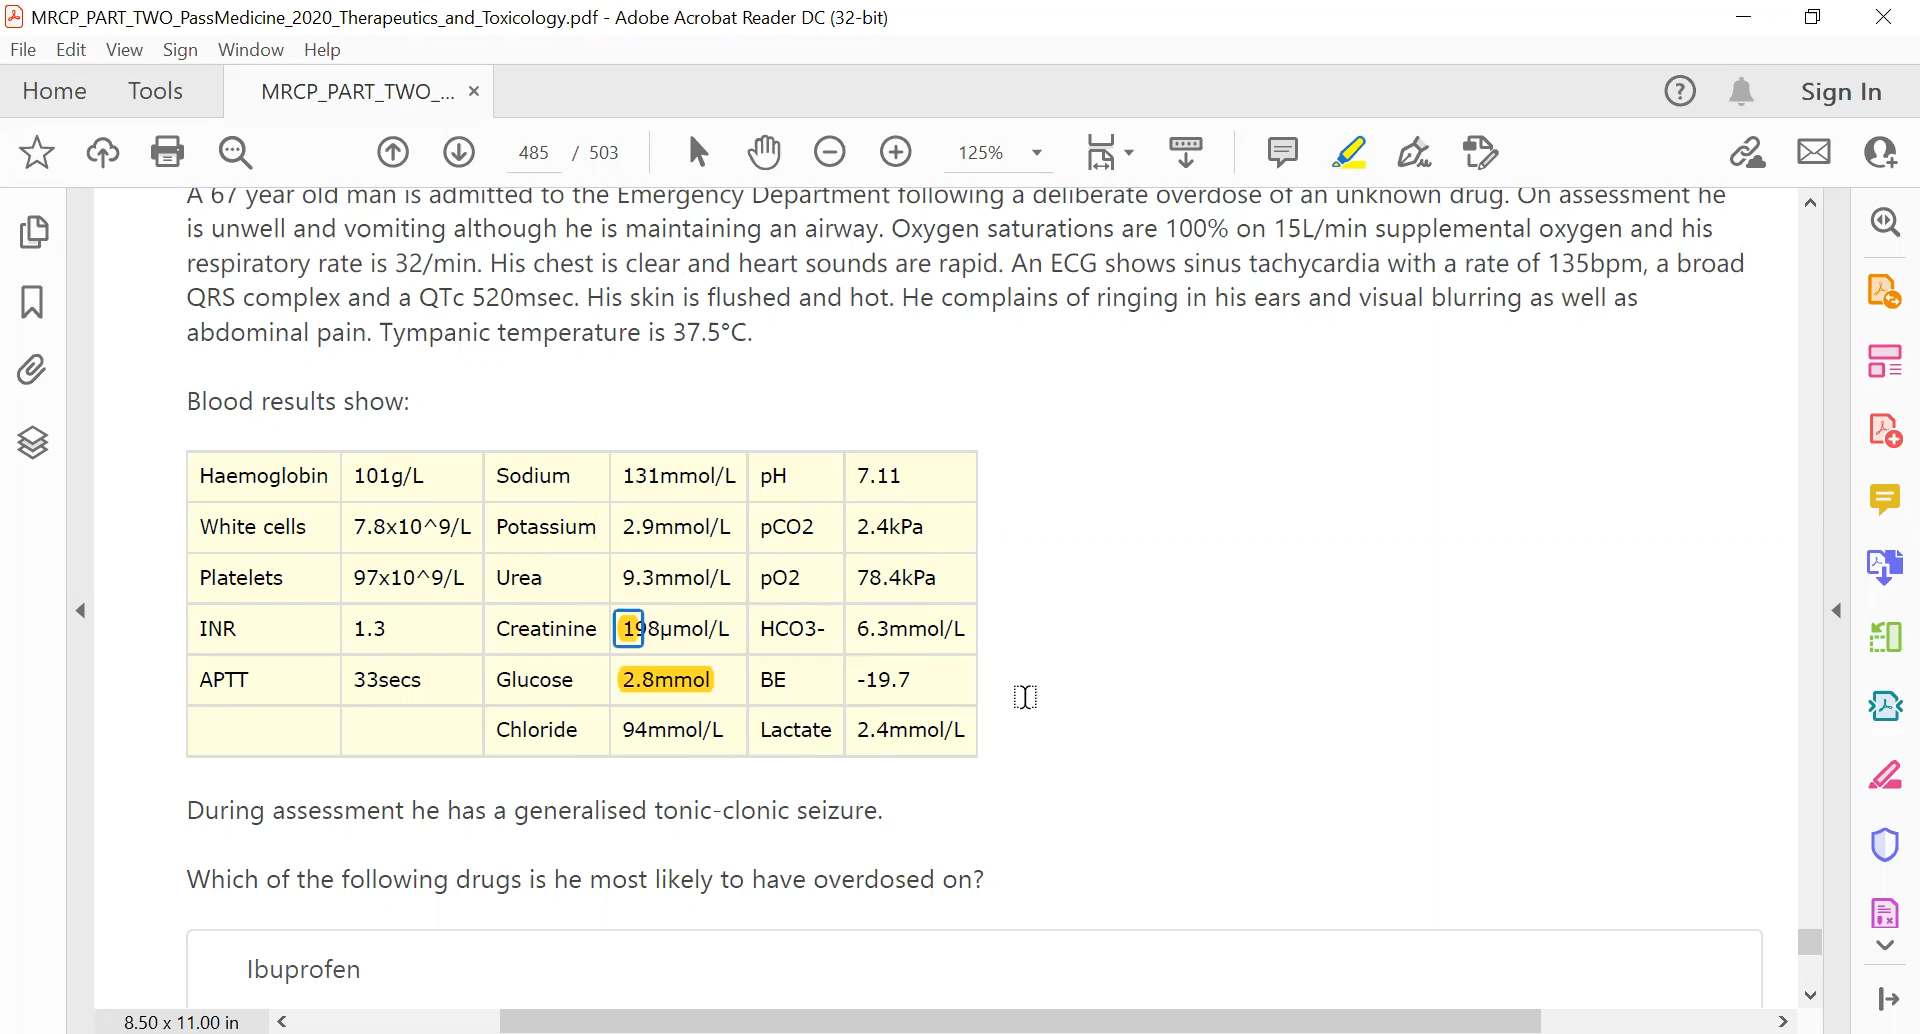 MRCP_PART_TWO_PassMedicine_2020_Therapeutics_and_Toxicology.pdf - Adobe Acrobat Reader DC (32-bit)
File Edit View Sign Window Help
Home Tools MRCP_PART_TWO_... × Sign In
485 / 503 125%
A 67 year old man is admitted to the Emergency Department following a deliberate overdose of an unknown drug. On assessment he
is unwell and vomiting although he is maintaining an airway. Oxygen saturations are 100% on 15L/min supplemental oxygen and his
respiratory rate is 32/min. His chest is clear and heart sounds are rapid. An ECG shows sinus tachycardia with a rate of 135bpm, a broad
QRS complex and a QTc 520msec. His skin is flushed and hot. He complains of ringing in his ears and visual blurring as well as
abdominal pain. Tympanic temperature is 37.5°C.
Blood results show:
Haemoglobin 101g/L Sodium 131mmol/L pH 7.11
White cells 7.8x10^9/L Potassium 2.9mmol/L pCO2 2.4kPa
Platelets 97x10^9/L Urea 9.3mmol/L pO2 78.4kPa
INR 1.3 Creatinine 198µmol/L HCO3- 6.3mmol/L
APTT 33secs Glucose 2.8mmol BE -19.7
Chloride 94mmol/L Lactate 2.4mmol/L
During assessment he has a generalised tonic-clonic seizure.
Which of the following drugs is he most likely to have overdosed on?
Ibuprofen
8.50 x 11.00 in